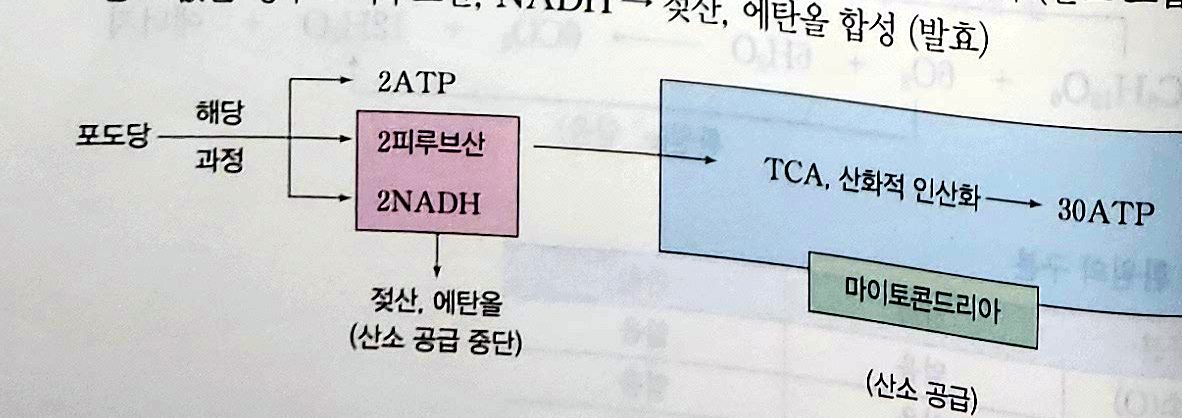 NADH → 젖산, 에탄올 합성 (발효)
2ATP
포도당
해당
과정
2피루브산
2NADH
젖산, 에탄올
(산소 공급 중단)
TCA, 산화적 인산화 → 30ATP
마이토콘드리아
(산소 공급)